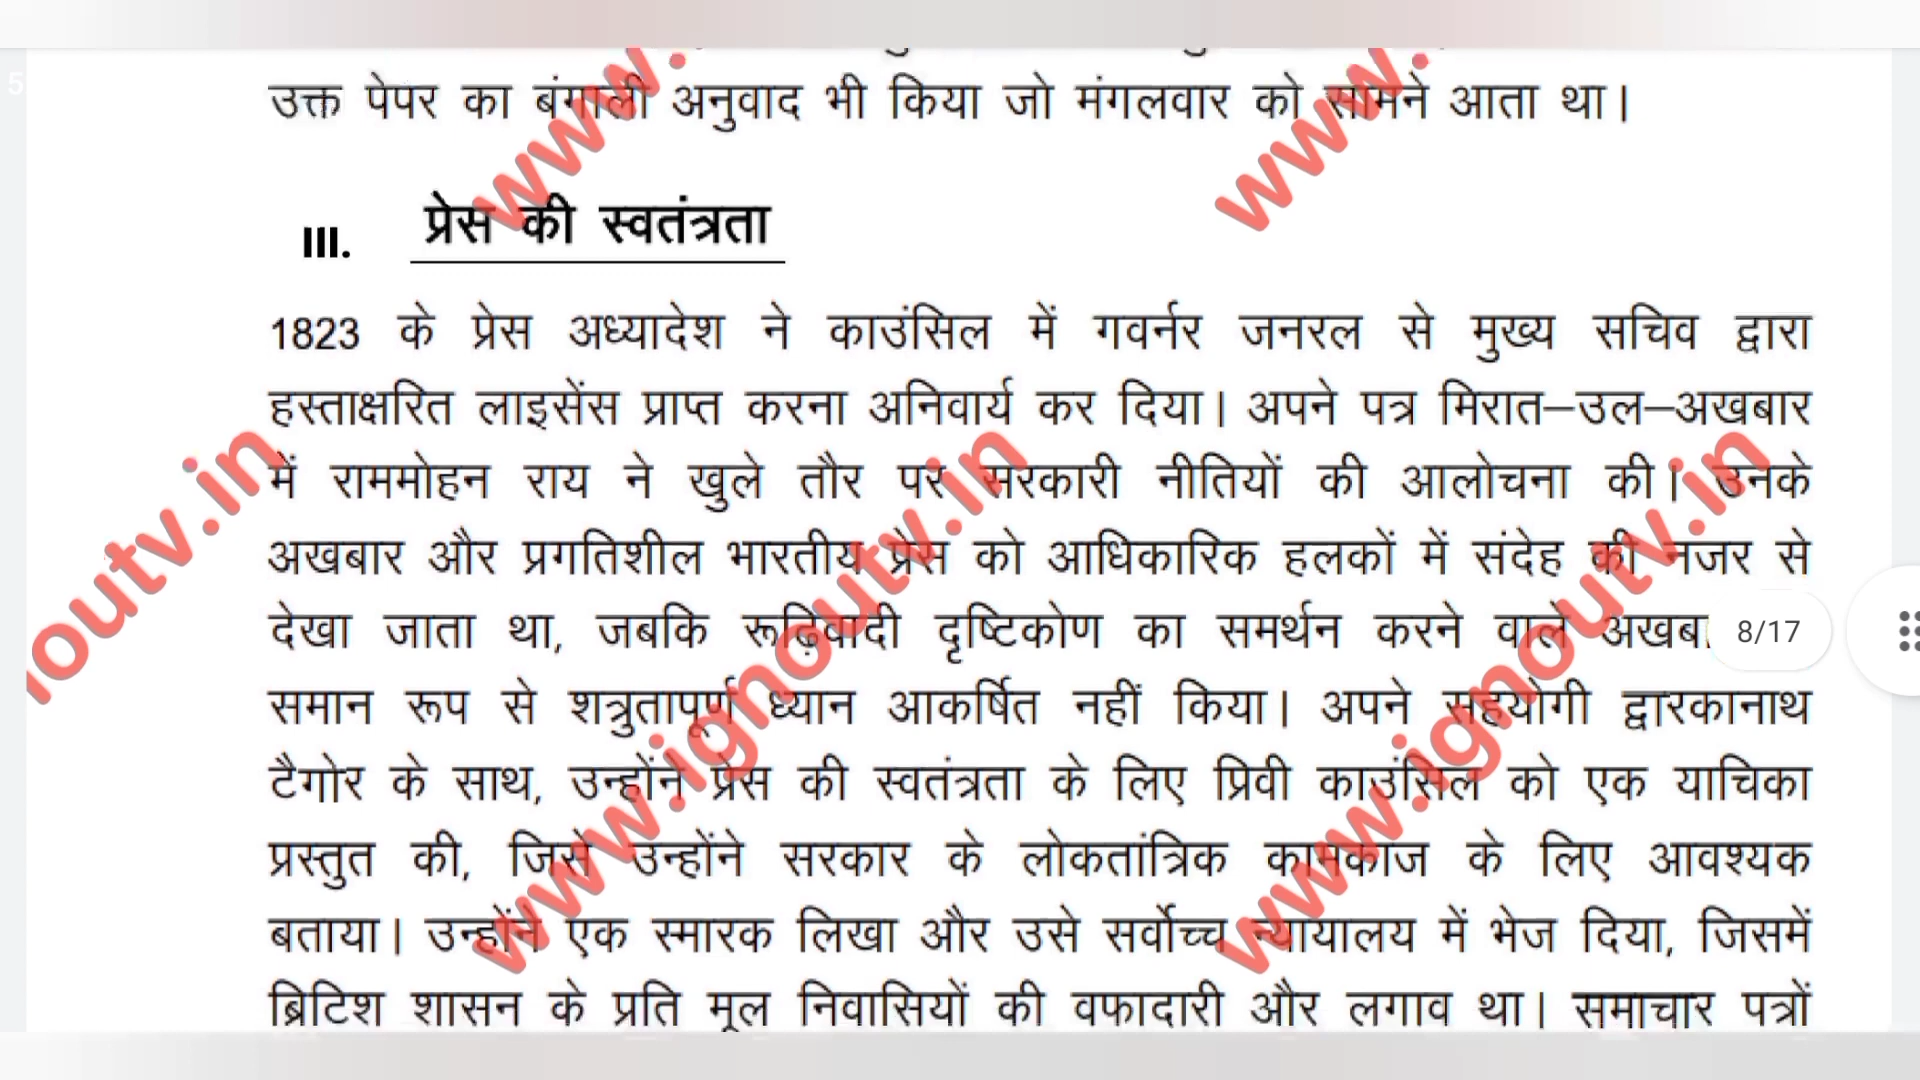 उक्त पेपर का बंगाली अनुवाद भी किया जो मंगलवार को सामने आता था।
III. प्रेस की स्वतंत्रता
1823 के प्रेस अध्यादेश ने काउंसिल में गवर्नर जनरल से मुख्य सचिव द्वारा
हस्ताक्षरित लाइसेंस प्राप्त करना अनिवार्य कर दिया। अपने पत्र मिरात–उल–अखबार
में राममोहन राय ने खुले तौर पर सरकारी नीतियों की आलोचना की। उनके
अखबार और प्रगतिशील भारतीय प्रेस को आधिकारिक हलकों में संदेह की नजर से
देखा जाता था, जबकि रूढ़िवादी दृष्टिकोण का समर्थन करने वाले
8/17
समान रूप से शत्रुतापूर्ण ध्यान आकर्षित नहीं किया। अपने सहयोगी द्वारकानाथ
टैगोर के साथ, उन्होंने प्रेस की स्वतंत्रता के लिए प्रिवी काउंसिल को एक याचिका
प्रस्तुत की, जिसे उन्होंने सरकार के लोकतांत्रिक कामकाज के लिए आवश्यक
बताया। उन्होंने एक स्मारक लिखा और उसे सर्वोच्च न्यायालय में भेज दिया, जिसमें
ब्रिटिश शासन के प्रति मूल निवासियों की वफादारी और लगाव था। समाचार पत्रों
www.ignoutv.in
www.ignoutv.in